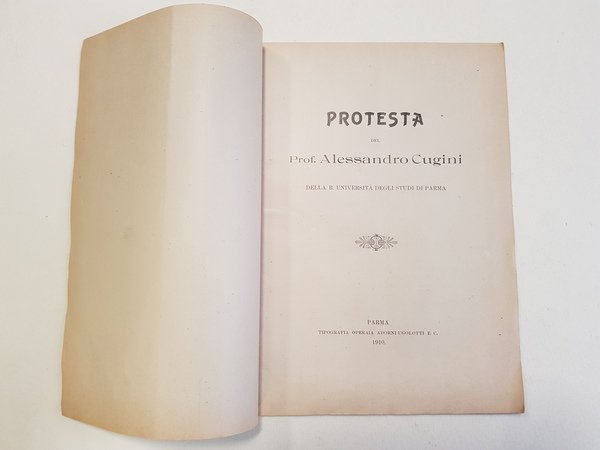 PROTESTA
DEL
Prof. Alessandro Cugini
DELLA R. UNIVERSITÀ DEGLI STUDI DI PARMA
PARMA
TIPOGRAFIA OPERAIA ADORNI-UGOLOTTI E C.
1910.